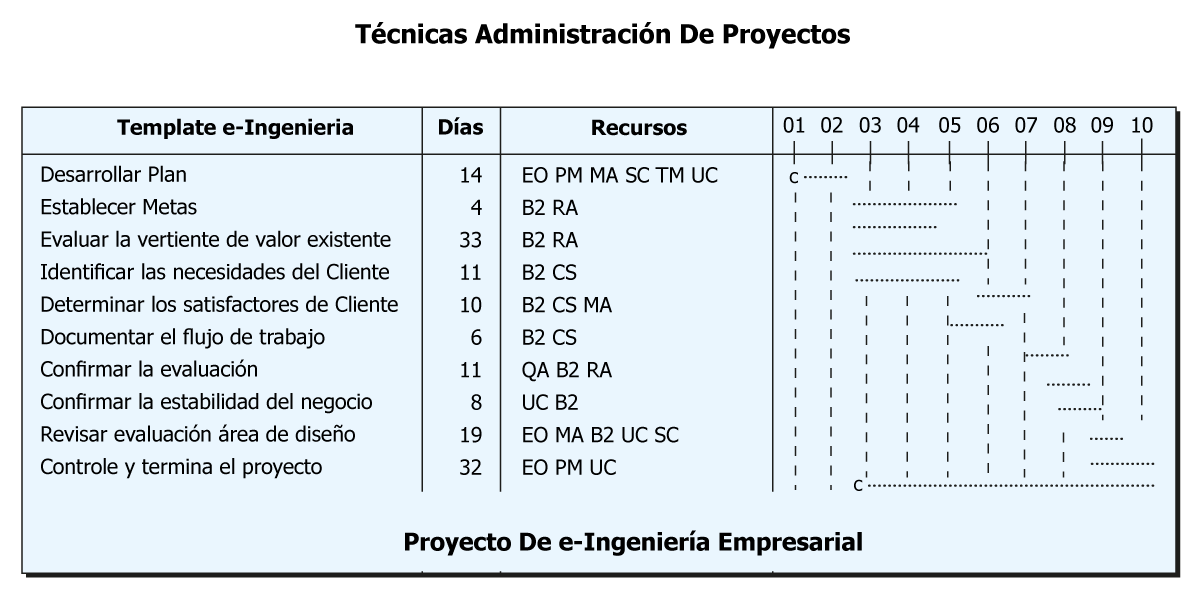 Técnicas Administración De Proyectos
Template e-Ingenieria Días Recursos 01 02 03 04 05 06 07 08 09 10
Desarrollar Plan 14 EO PM MA SC TM UC c
Establecer Metas 4 B2 RA
Evaluar la vertiente de valor existente 33 B2 RA
Identificar las necesidades del Cliente 11 B2 CS
Determinar los satisfactores de Cliente 10 B2 CS MA
Documentar el flujo de trabajo 6 B2 CS
Confirmar la evaluación 11 QA B2 RA
Confirmar la estabilidad del negocio 8 UC B2
Revisar evaluación área de diseño 19 EO MA B2 UC SC
Controle y termina el proyecto 32 EO PM UC
c
Proyecto De e-Ingeniería Empresarial